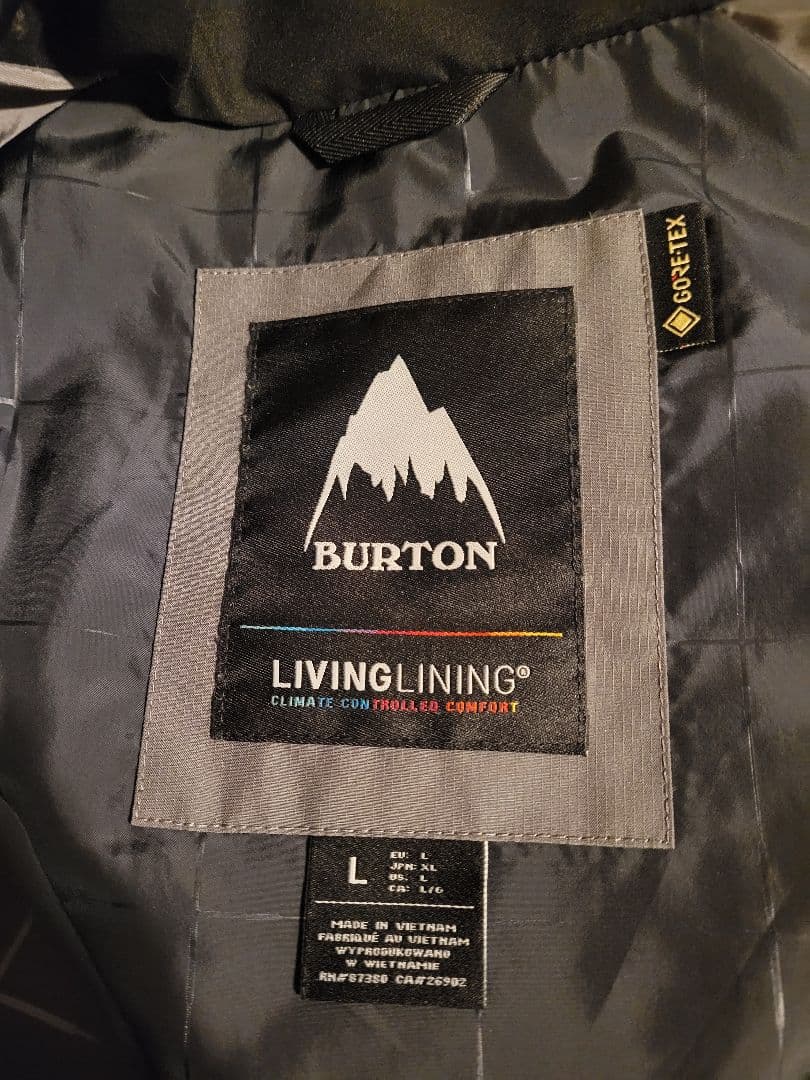 GORE-TEX
BURTON
LIVINGLINING®
CLIMATE CONTROLLED COMFORT
L
EU: L
JPN: XL
US: L
CA: L/G
MADE IN VIETNAM
FABRIQUÉ AU VIETNAM
WYPRODUKOWANO
W WIETNAMIE
RN#87380 CA#26902